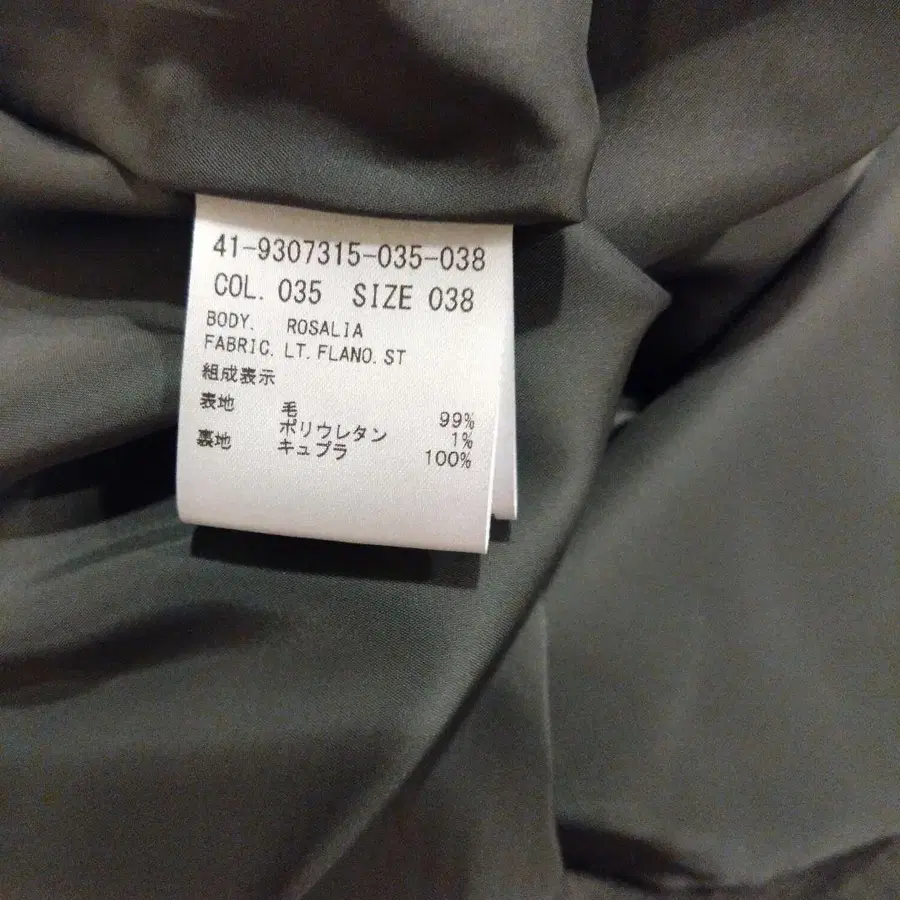 41-9307315-035-038
COL. 035 SIZE 038
BODY. ROSALIA
FABRIC. LT. FLANO. ST
組成表示
表地 毛 99%
ポリウレタン 1%
裏地 キュプラ 100%